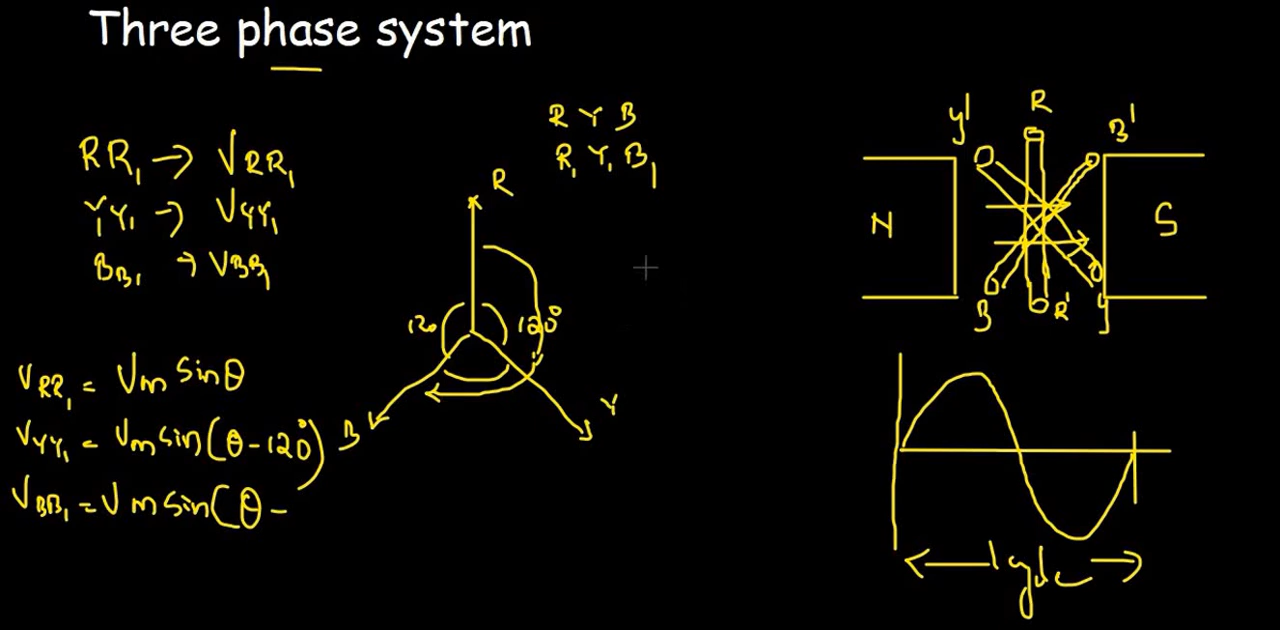 Three phase system
RR₁ → VRR₁
YY₁ → VYY₁
BB₁ → VBB₁
VRR₁ = Vm Sinθ
VYY₁ = Vm sin(θ-120°)
VBB₁ = Vm sin(θ-
R Y B
R₁ Y₁ B₁
R
120 120°
B
Y
y' R B'
N S
B R' y
1 cycle